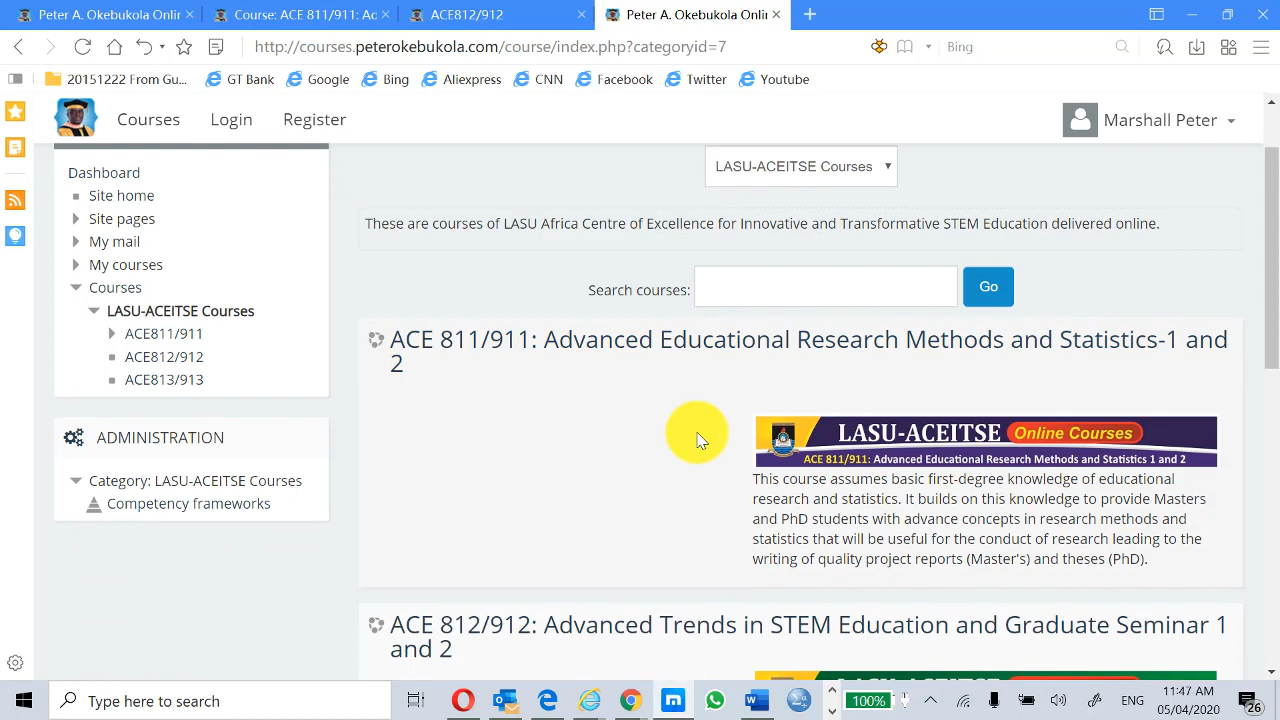 Peter A. Okebukola Onlin
Course: ACE 811/911: Ad
ACE812/912
Peter A. Okebukola Onlin
http://courses.peterokebukola.com/course/index.php?categoryid=7
Bing
20151222 From Gu...
GT Bank
Google
Bing
Aliexpress
CNN
Facebook
Twitter
Youtube
Courses
Login
Register
Marshall Peter
Dashboard
Site home
Site pages
My mail
My courses
Courses
LASU-ACEITSE Courses
ACE811/911
ACE812/912
ACE813/913
ADMINISTRATION
Category: LASU-ACEITSE Courses
Competency frameworks
LASU-ACEITSE Courses
These are courses of LASU Africa Centre of Excellence for Innovative and Transformative STEM Education delivered online.
Search courses:
Go
ACE 811/911: Advanced Educational Research Methods and Statistics-1 and
2
LASU-ACEITSE Online Courses
ACE 811/911: Advanced Educational Research Methods and Statistics 1 and 2
This course assumes basic first-degree knowledge of educational
research and statistics. It builds on this knowledge to provide Masters
and PhD students with advance concepts in research methods and
statistics that will be useful for the conduct of research leading to the
writing of quality project reports (Master's) and theses (PhD).
ACE 812/912: Advanced Trends in STEM Education and Graduate Seminar 1
and 2
Type here to search
100%
ENG
11:47 AM
05/04/2020
26